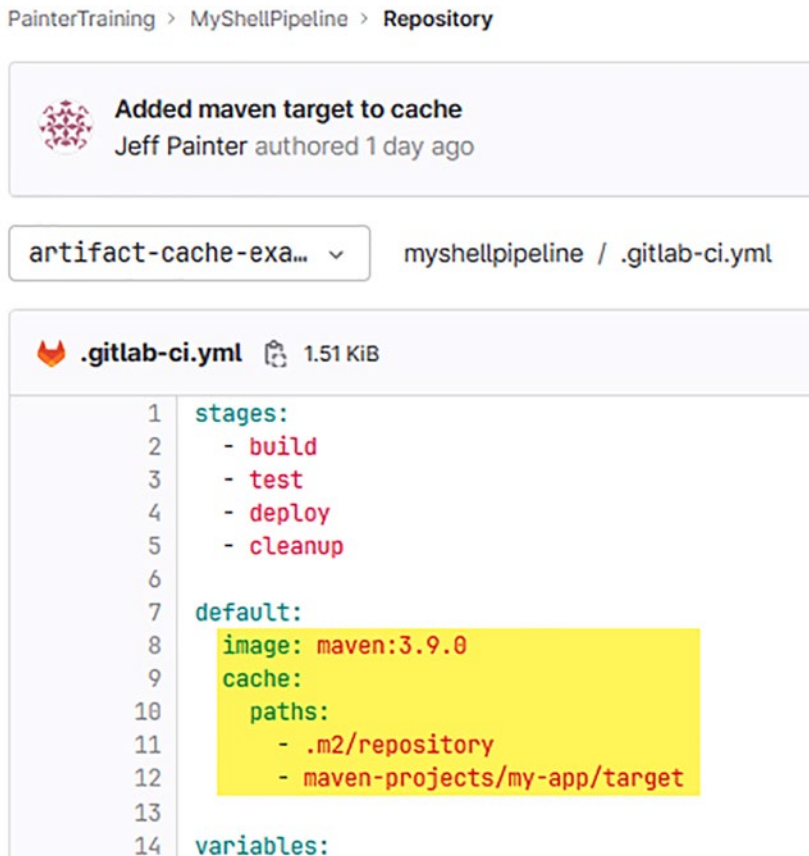 PainterTraining > MyShellPipeline > Repository
Added maven target to cache
Jeff Painter authored 1 day ago
artifact-cache-exa… myshellpipeline / .gitlab-ci.yml
.gitlab-ci.yml 1.51 KiB
1 stages:
2 - build
3 - test
4 - deploy
5 - cleanup
6
7 default:
8 image: maven:3.9.0
9 cache:
10 paths:
11 - .m2/repository
12 - maven-projects/my-app/target
13
14 variables: